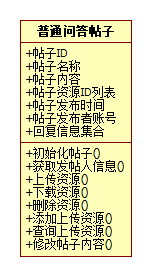 普通问答帖子
+帖子ID
+帖子名称
+帖子内容
+帖子资源ID列表
+帖子发布时间
+帖子发布者账号
+回复信息集合
+初始化帖子()
+获取发帖人信息()
+上传资源()
+下载资源()
+删除资源()
+添加上传资源()
+查询上传资源()
+修改帖子内容()